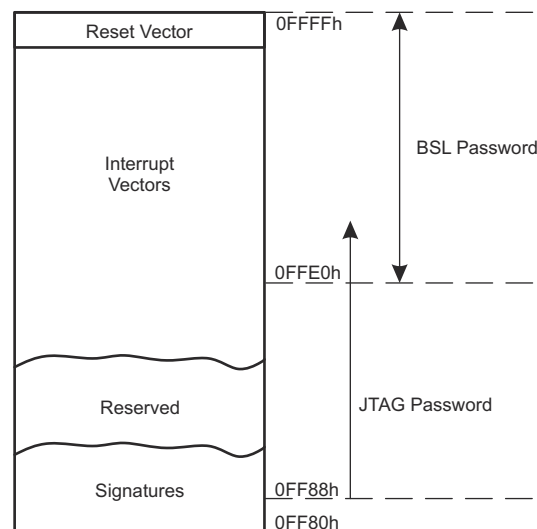 Reset Vector
0FFFFh
Interrupt
Vectors
BSL Password
0FFE0h
Reserved
JTAG Password
Signatures
0FF88h
0FF80h